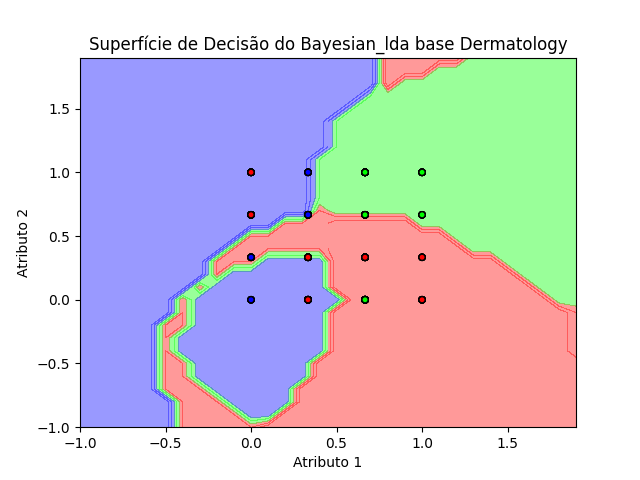 Superfície de Decisão do Bayesian_lda base Dermatology
1.5
1.0
0.5
0.0
−0.5
−1.0
Atributo 2
−1.0 −0.5 0.0 0.5 1.0 1.5
Atributo 1